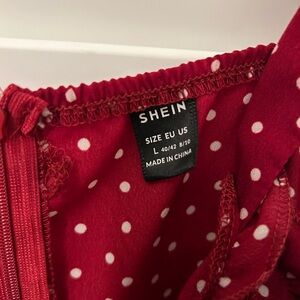 SHEIN
SIZE EU US
L 40/42 8/10
MADE IN CHINA